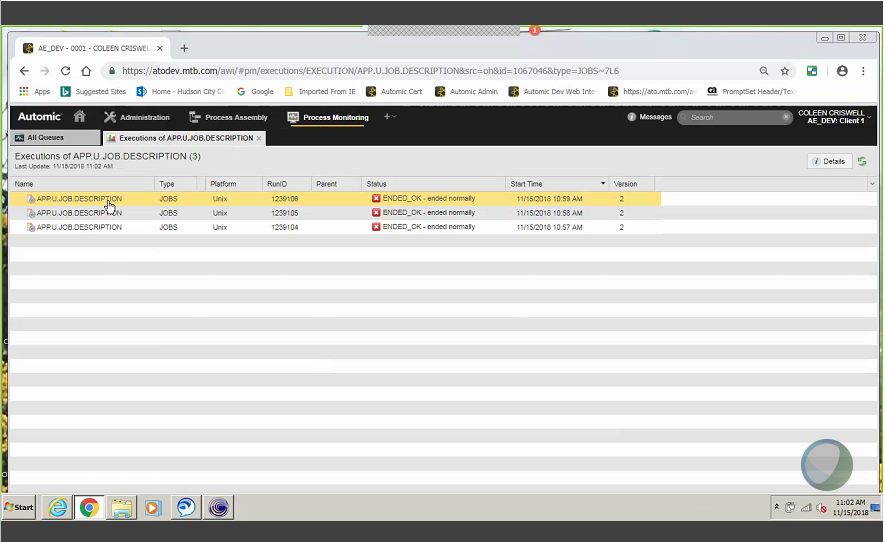 1
AE_DEV - 0001 - COLEEN CRISWEL
https://atodev.mtb.com/awi/#pm/executions/EXECUTION/APP.U.JOB.DESCRIPTION&src=oh&id=1067046&type=JOBS~7L6
Apps Suggested Sites Home - Hudson City Co Google Imported From IE Automic Cert Automic Admin Automic Dev Web Inter https://ato.mtb.com/aw PromptSet Header/Text
Automic Administration Process Assembly Process Monitoring Messages Search COLEEN CRISWELL
AE_DEV: Client 1
All Queues Executions of APP.U.JOB.DESCRIPTION
Executions of APP.U.JOB.DESCRIPTION (3)
Last Update: 11/15/2018 11:02 AM
Details
Name Type Platform RunID Parent Status Start Time Version
APP.U.JOB.DESCRIPTION JOBS Unix 1239106 ENDED_OK - ended normally 11/15/2018 10:59 AM 2
APP.U.JOB.DESCRIPTION JOBS Unix 1239105 ENDED_OK - ended normally 11/15/2018 10:58 AM 2
APP.U.JOB.DESCRIPTION JOBS Unix 1239104 ENDED_OK - ended normally 11/15/2018 10:57 AM 2
Start
11:02 AM
11/15/2018